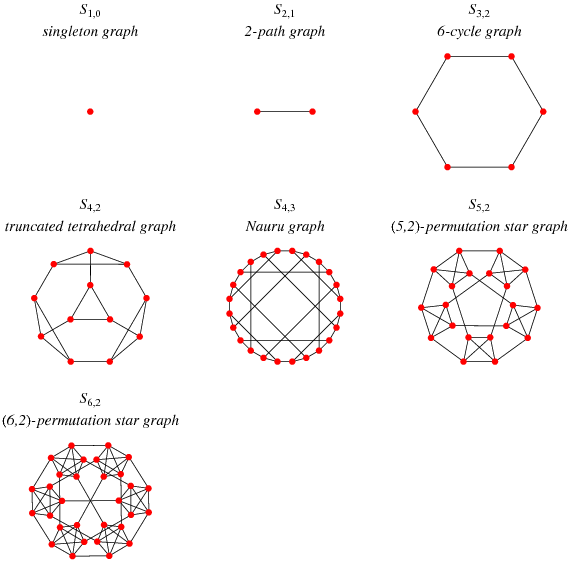 S1,0 S2,1 S3,2
singleton graph 2-path graph 6-cycle graph
S4,2 S4,3 S5,2
truncated tetrahedral graph Nauru graph (5,2)-permutation star graph
S6,2
(6,2)-permutation star graph